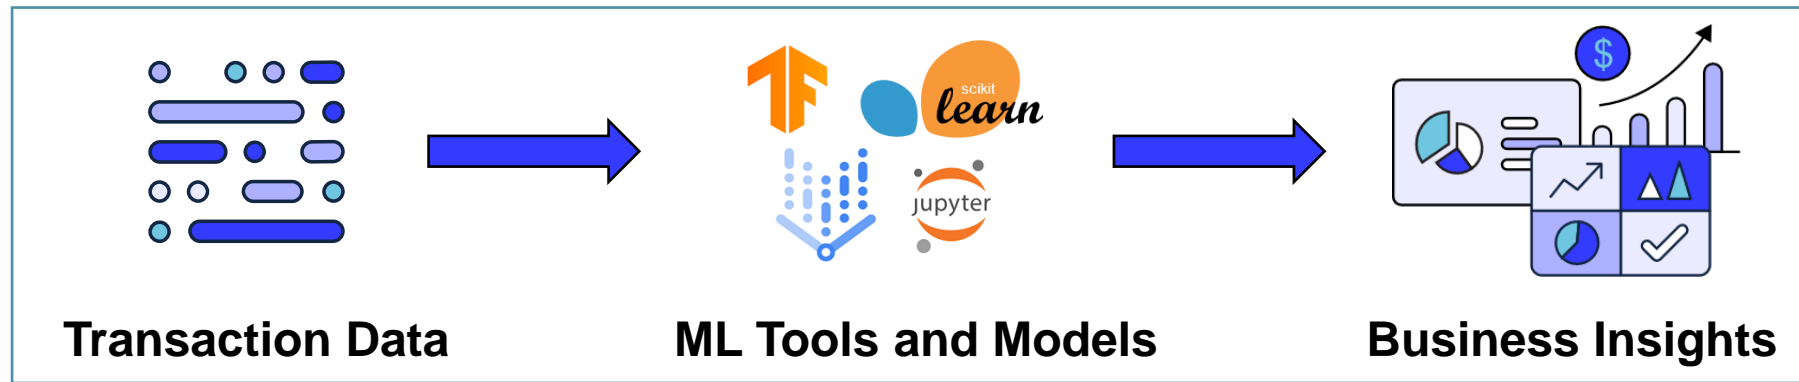 scikit
learn
jupyter
$
Transaction Data
ML Tools and Models
Business Insights